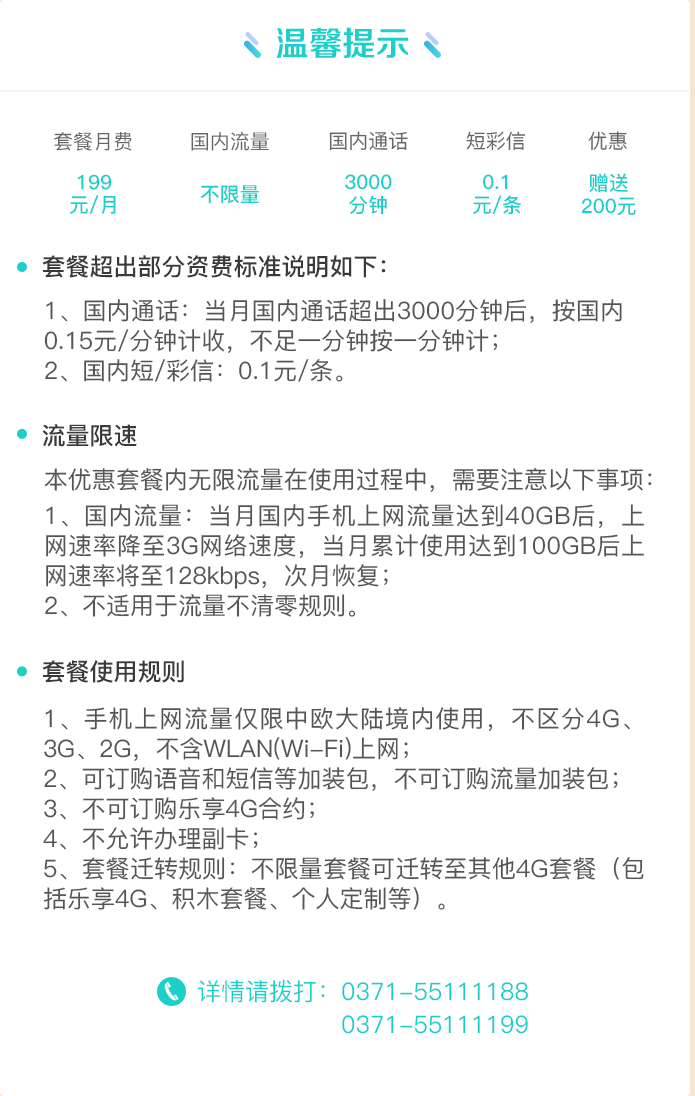 温馨提示
套餐月费 国内流量 国内通话 短彩信 优惠
199 元/月 不限量 3000 分钟 0.1 元/条 赠送 200元
套餐超出部分资费标准说明如下：
1、国内通话：当月国内通话超出3000分钟后，按国内
0.15元/分钟计收，不足一分钟按一分钟计；
2、国内短/彩信：0.1元/条。
流量限速
本优惠套餐内无限流量在使用过程中，需要注意以下事项：
1、国内流量：当月国内手机上网流量达到40GB后，上
网速率降至3G网络速度，当月累计使用达到100GB后上
网速率将至128kbps，次月恢复；
2、不适用于流量不清零规则。
套餐使用规则
1、手机上网流量仅限中欧大陆境内使用，不区分4G、
3G、2G，不含WLAN(Wi-Fi)上网；
2、可订购语音和短信等加装包，不可订购流量加装包；
3、不可订购乐享4G合约；
4、不允许办理副卡；
5、套餐迁转规则：不限量套餐可迁转至其他4G套餐（包
括乐享4G、积木套餐、个人定制等）。
详情请拨打：0371-55111188
0371-55111199